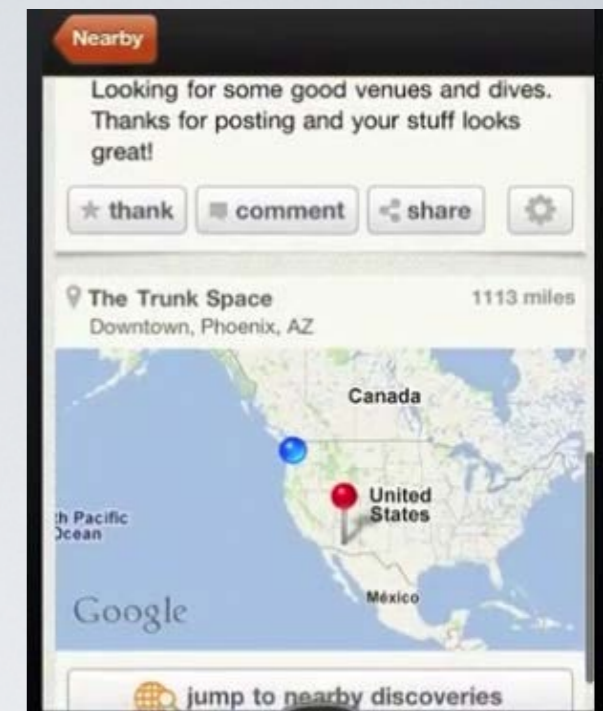 Nearby
Looking for some good venues and dives.
Thanks for posting and your stuff looks
great!
thank comment share
The Trunk Space 1113 miles
Downtown, Phoenix, AZ
Canada
United
States
th Pacific
Ocean
México
Google
jump to nearby discoveries